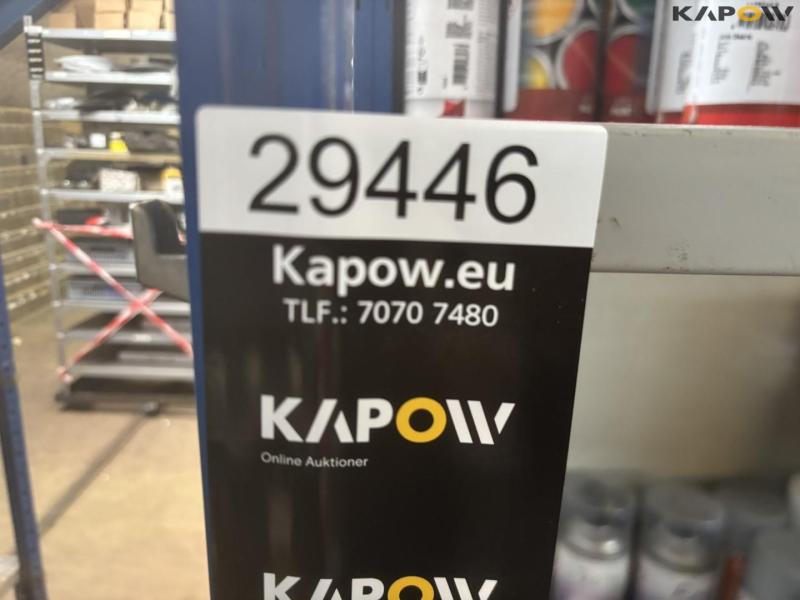 KAPOW
29446
Kapow.eu
TLF.: 7070 7480
KAPOW
Online Auktioner
KAPOW